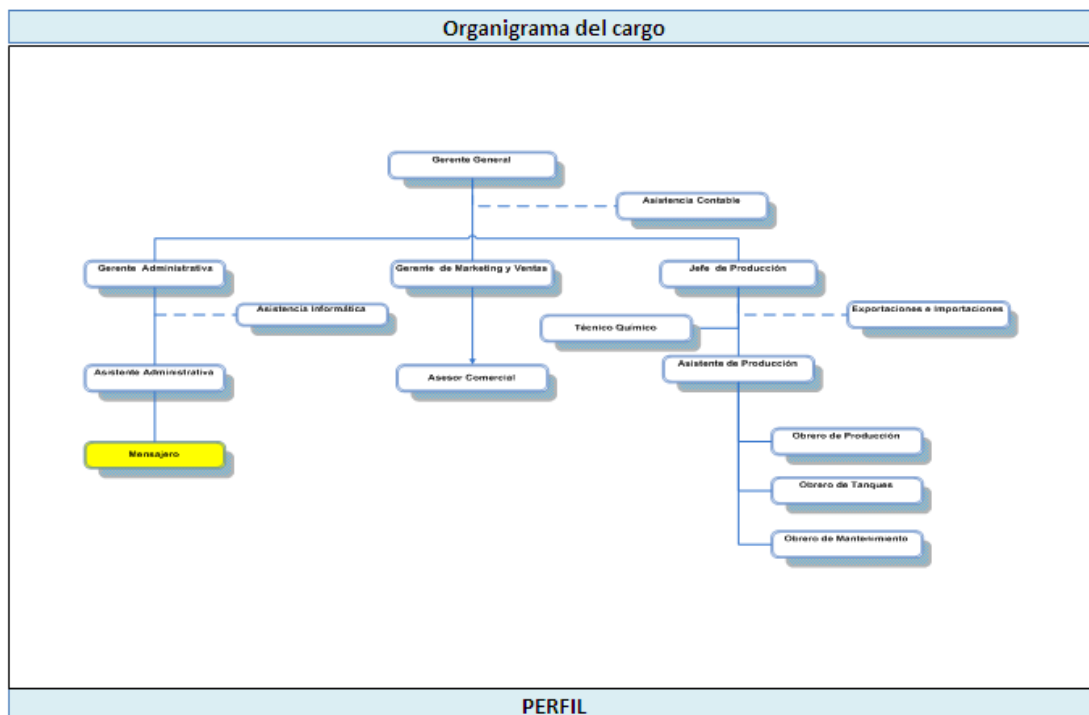 Organigrama del cargo
Gerente General
Asistencia Contable
Gerente Administrativa
Gerente de Marketing y Ventas
Jefe de Producción
Asistencia Informática
Exportaciones e Importaciones
Técnico Químico
Asistente Administrativa
Asesor Comercial
Asistente de Producción
Mensajero
Obrero de Producción
Obrero de Tanques
Obrero de Mantenimiento
PERFIL